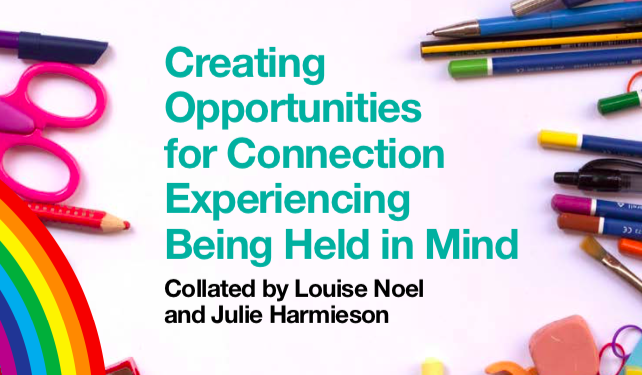 Creating
Opportunities
for Connection
Experiencing
Being Held in Mind
Collated by Louise Noel
and Julie Harmieson